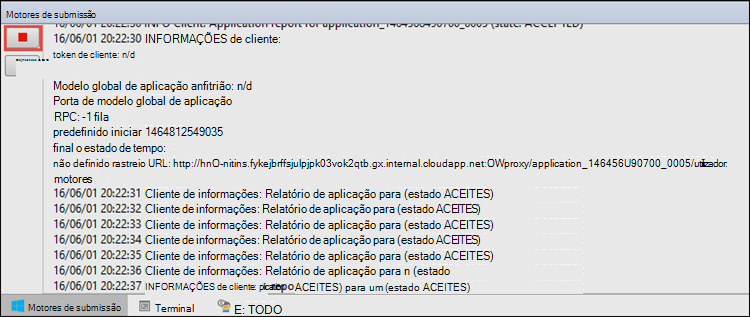 Motores de submissão
16/06/01 20:22:30 INFO Client: Application report for application_1464968490700_0005 (state: ACCEPTED)
16/06/01 20:22:30 INFORMAÇÕES de cliente:
token de cliente: n/d
Modelo global de aplicação anfitrião: n/d
Porta de modelo global de aplicação
RPC: -1 fila
predefinido iniciar 1464812549035
final o estado de tempo:
não definido rastreio URL: http://hnO-nitins.fykejbrffsjulpjpk03vok2qtb.gx.internal.cloudapp.net:OWproxy/application_146456U90700_0005/
motores
16/06/01 20:22:31 Cliente de informações: Relatório de aplicação para (estado ACEITES)
16/06/01 20:22:32 Cliente de informações: Relatório de aplicação para (estado ACEITES)
16/06/01 20:22:33 Cliente de informações: Relatório de aplicação para (estado ACEITES)
16/06/01 20:22:34 Cliente de informações: Relatório de aplicação para (estado ACEITES)
16/06/01 20:22:35 Cliente de informações: Relatório de aplicação para (estado ACEITES)
16/06/01 20:22:36 Cliente de informações: Relatório de aplicação para n (estado
16/06/01 20:22:37 INFORMAÇÕES de cliente: ACEITES) para um (estado ACEITES)
Motores de submissão Terminal E: TODO